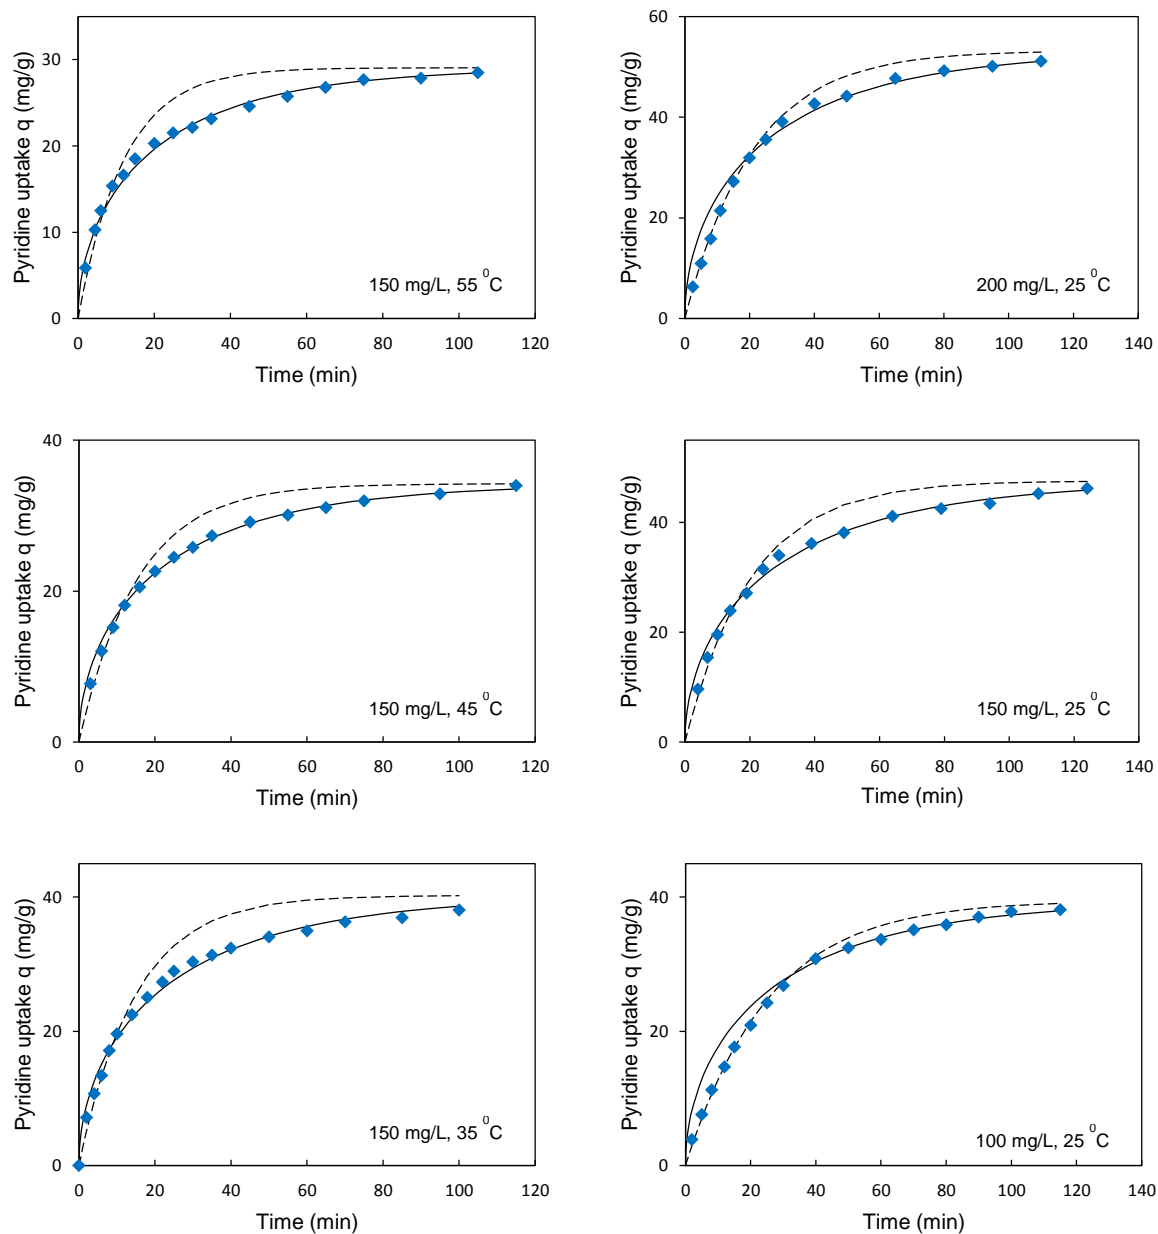 Pyridine uptake q (mg/g)
30
20
10
0
150 mg/L, 55 ⁰C
0 20 40 60 80 100 120
Time (min)
Pyridine uptake q (mg/g)
60
40
20
0
200 mg/L, 25 ⁰C
0 20 40 60 80 100 120 140
Time (min)
Pyridine uptake q (mg/g)
40
20
0
150 mg/L, 45 ⁰C
0 20 40 60 80 100 120
Time (min)
Pyridine uptake q (mg/g)
40
20
0
150 mg/L, 25 ⁰C
0 20 40 60 80 100 120 140
Time (min)
Pyridine uptake q (mg/g)
40
20
0
150 mg/L, 35 ⁰C
0 20 40 60 80 100 120
Time (min)
Pyridine uptake q (mg/g)
40
20
0
100 mg/L, 25 ⁰C
0 20 40 60 80 100 120 140
Time (min)